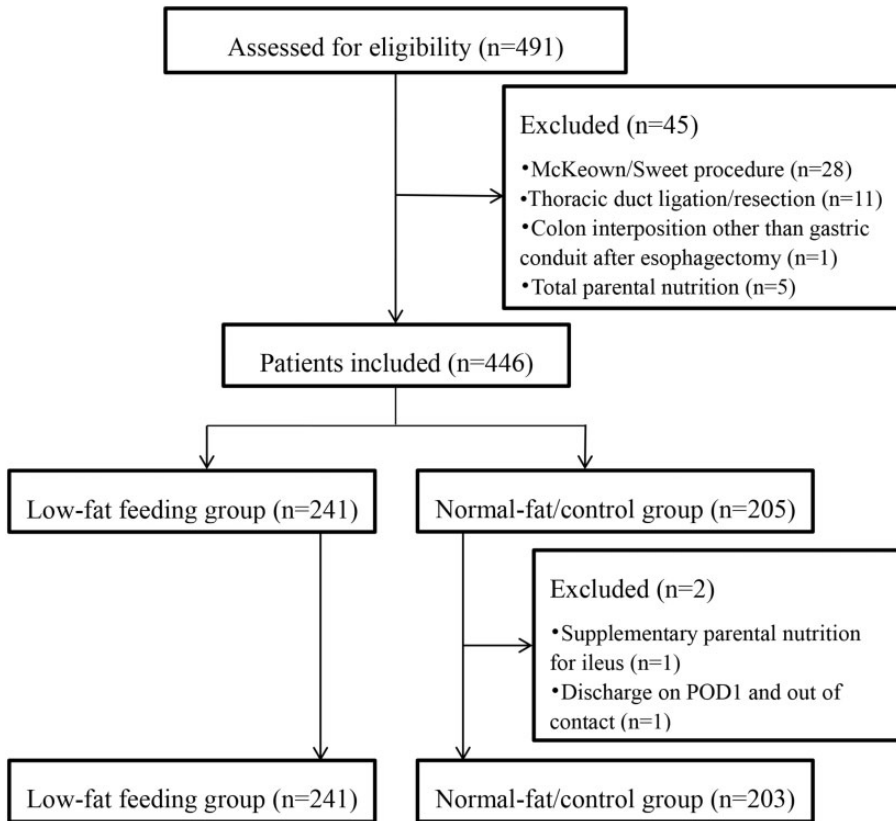 Assessed for eligibility (n=491)
Excluded (n=45)
•McKeown/Sweet procedure (n=28)
•Thoracic duct ligation/resection (n=11)
•Colon interposition other than gastric
conduit after esophagectomy (n=1)
•Total parental nutrition (n=5)
Patients included (n=446)
Low-fat feeding group (n=241)
Normal-fat/control group (n=205)
Excluded (n=2)
•Supplementary parental nutrition
for ileus (n=1)
•Discharge on POD1 and out of
contact (n=1)
Low-fat feeding group (n=241)
Normal-fat/control group (n=203)